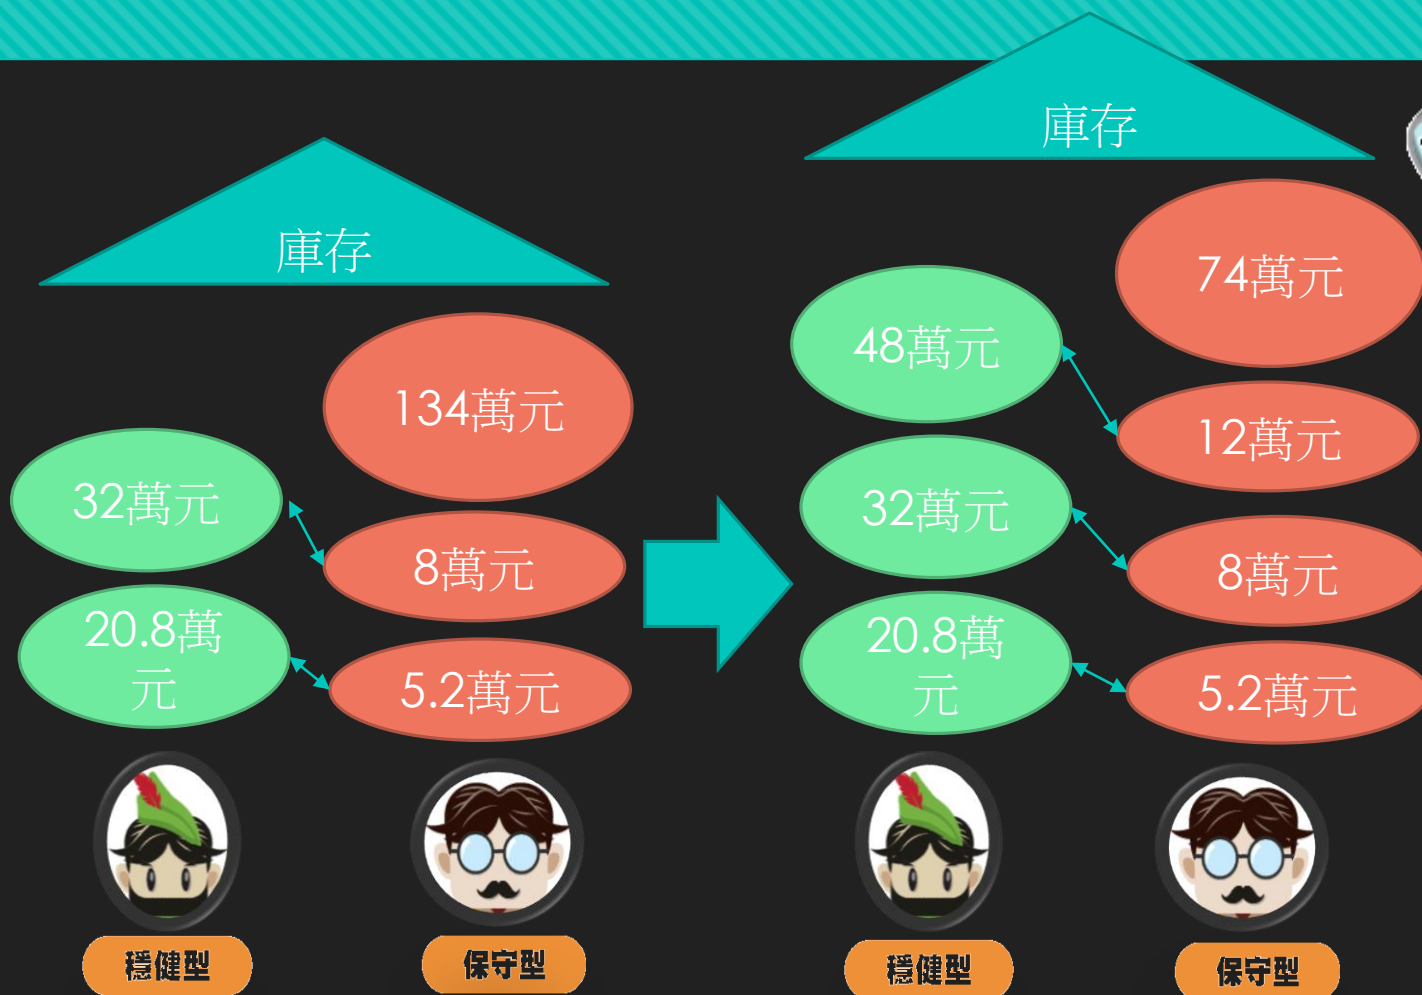 庫存
134萬元
32萬元
8萬元
20.8萬
元
5.2萬元
穩健型
保守型
庫存
74萬元
48萬元
12萬元
32萬元
8萬元
20.8萬
元
5.2萬元
穩健型
保守型